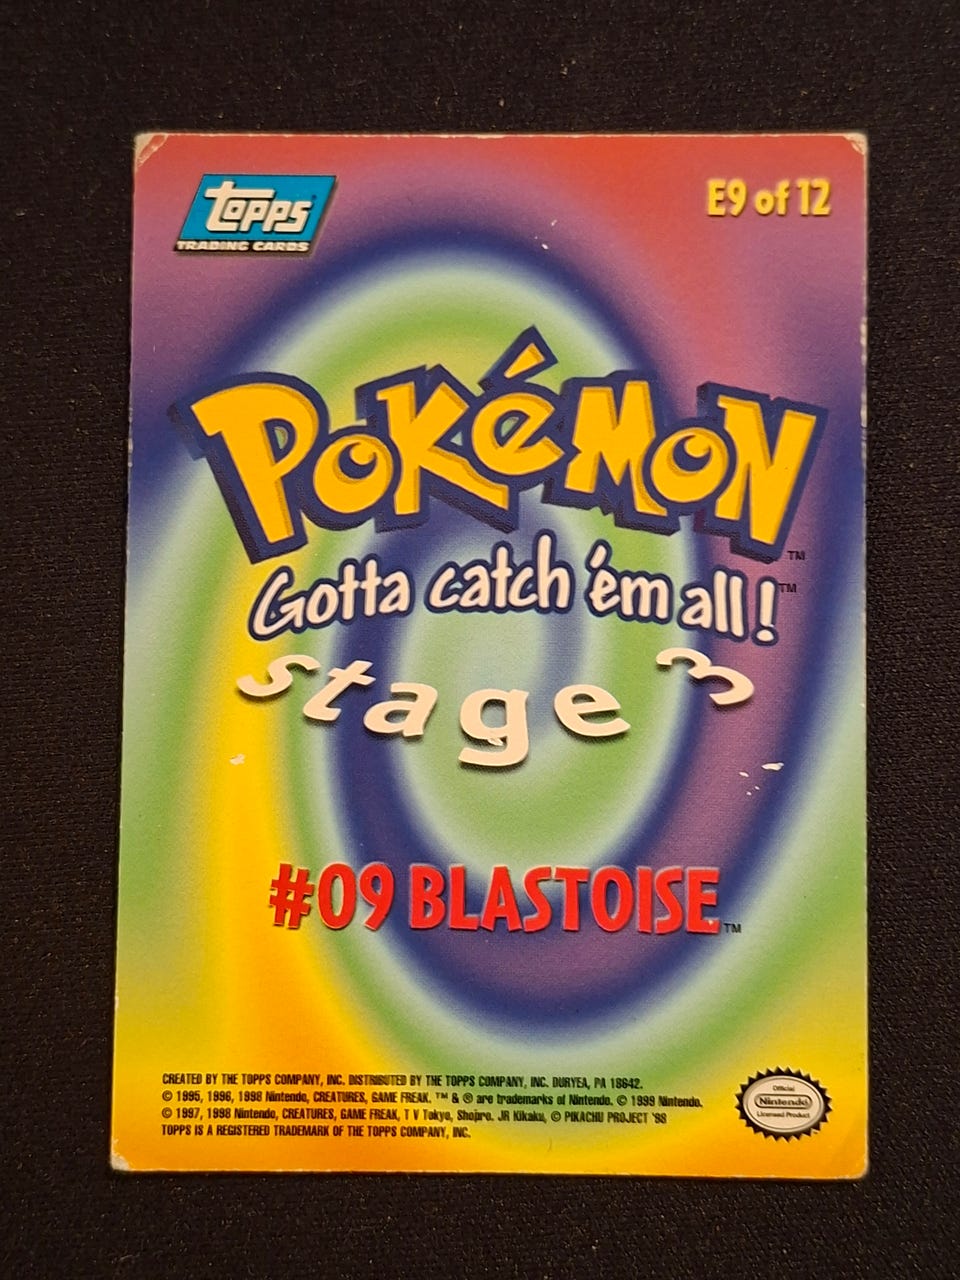 Topps
TRADING CARDS
E9 of 12
POKéMON
TM
Gotta catch 'em all!
TM
stage 3
#09 BLASTOISE TM
CREATED BY THE TOPPS COMPANY, INC. DISTRIBUTED BY THE TOPPS COMPANY, INC. DURYEA, PA 18642.
© 1995, 1996, 1998 Nintendo, CREATURES, GAME FREAK. ™ & ® are trademarks of Nintendo. © 1999 Nintendo.
© 1997, 1998 Nintendo, CREATURES, GAME FREAK, T V Tokyo, Shopro. JR Kikaku, © PIKACHU PROJECT '98
TOPPS IS A REGISTERED TRADEMARK OF THE TOPPS COMPANY, INC.
Official
Nintendo
Licensed Product